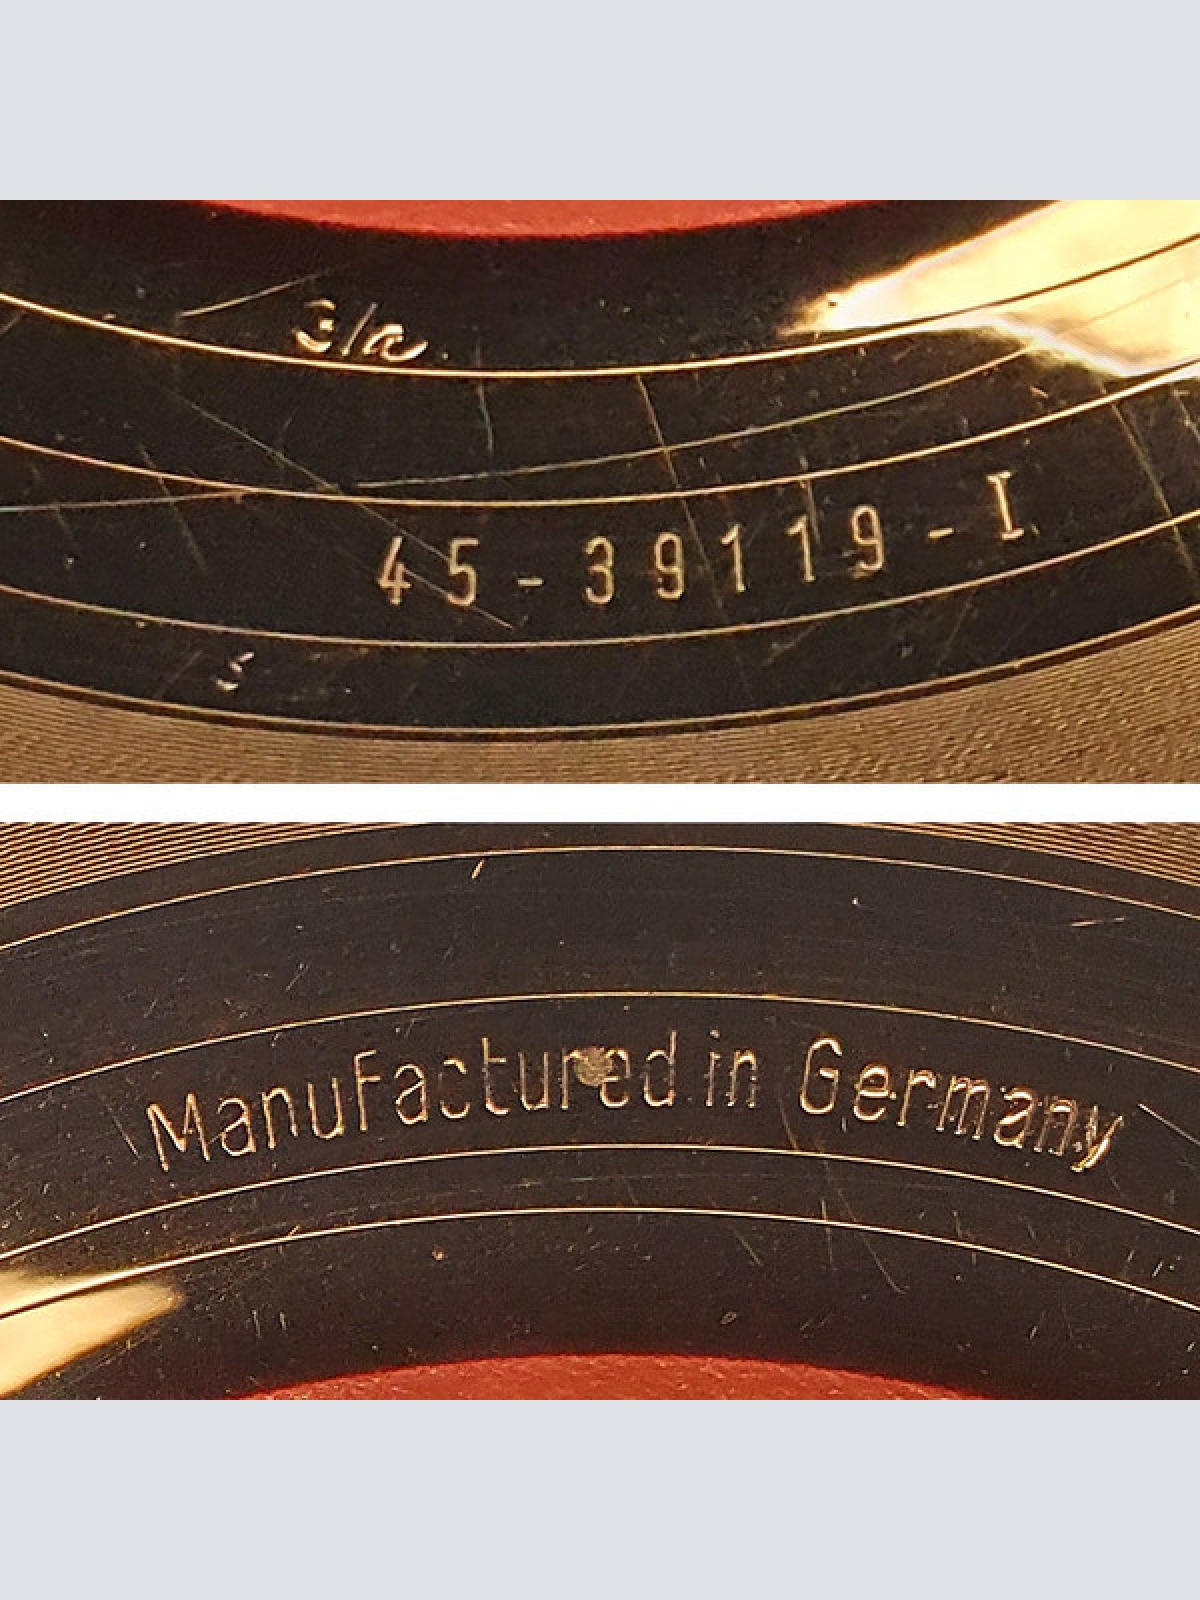 3/a
45-39119-I
S
Manufactured in Germany